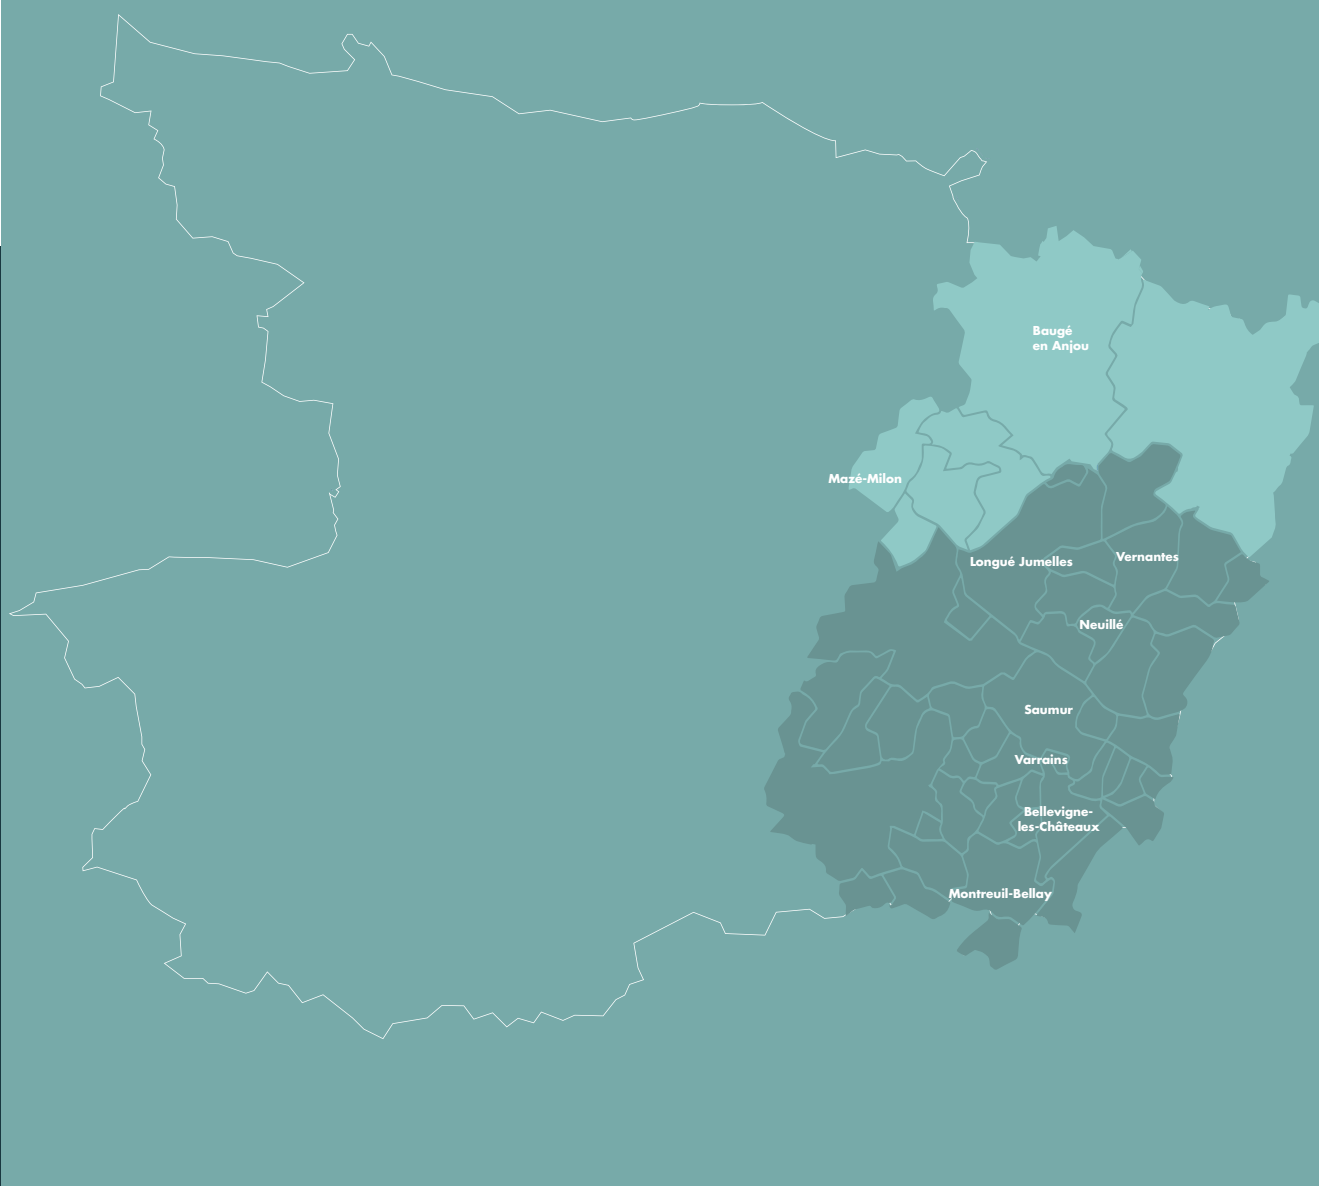 Baugé
en Anjou
Mazé-Milon
Longué Jumelles
Vernantes
Neuillé
Saumur
Varrains
Bellevigne-
les-Châteaux
Montreuil-Bellay